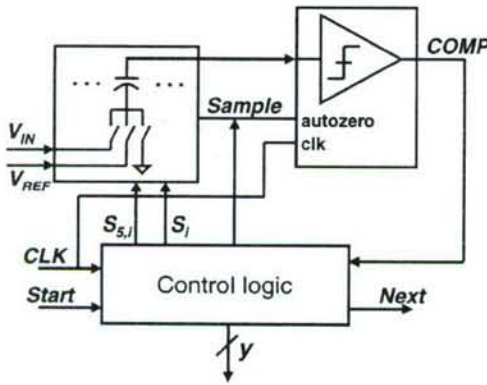 COMP
Sample
autozero
clk
V_IN
V_REF
S_5,i
S_i
CLK
Start
Control logic
Next
y